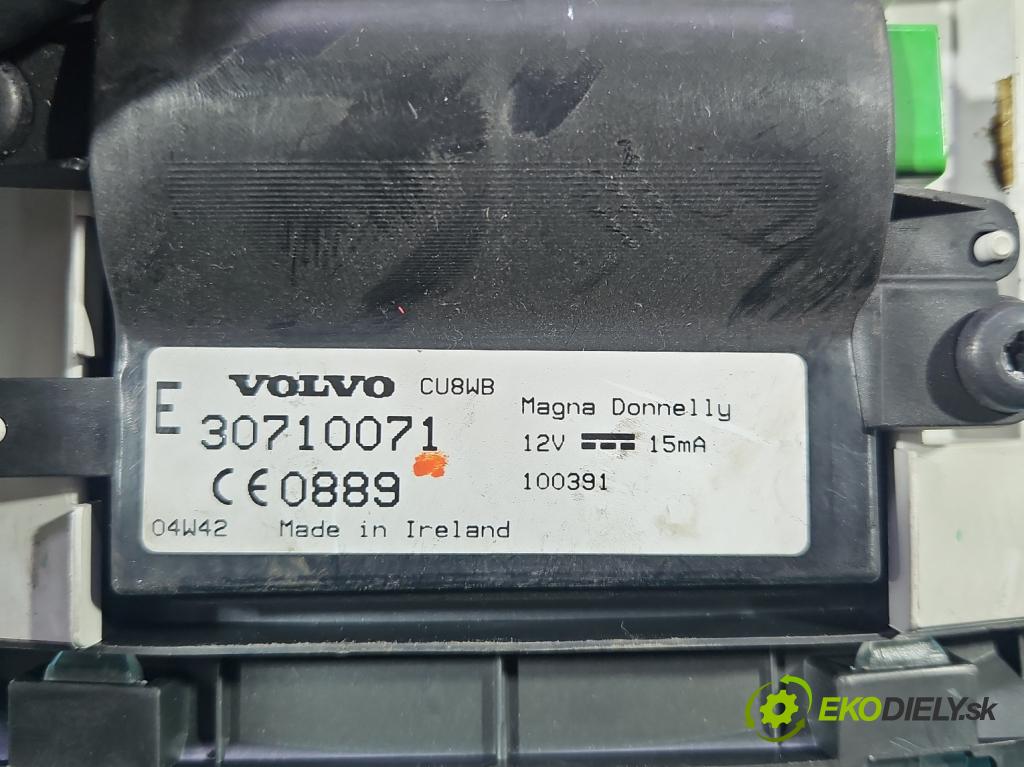 E VOLVO CU8WB
30710071
CE0889
04W42 Made in Ireland
Magna Donnelly
12V 15mA
100391
EKODIELY.sk